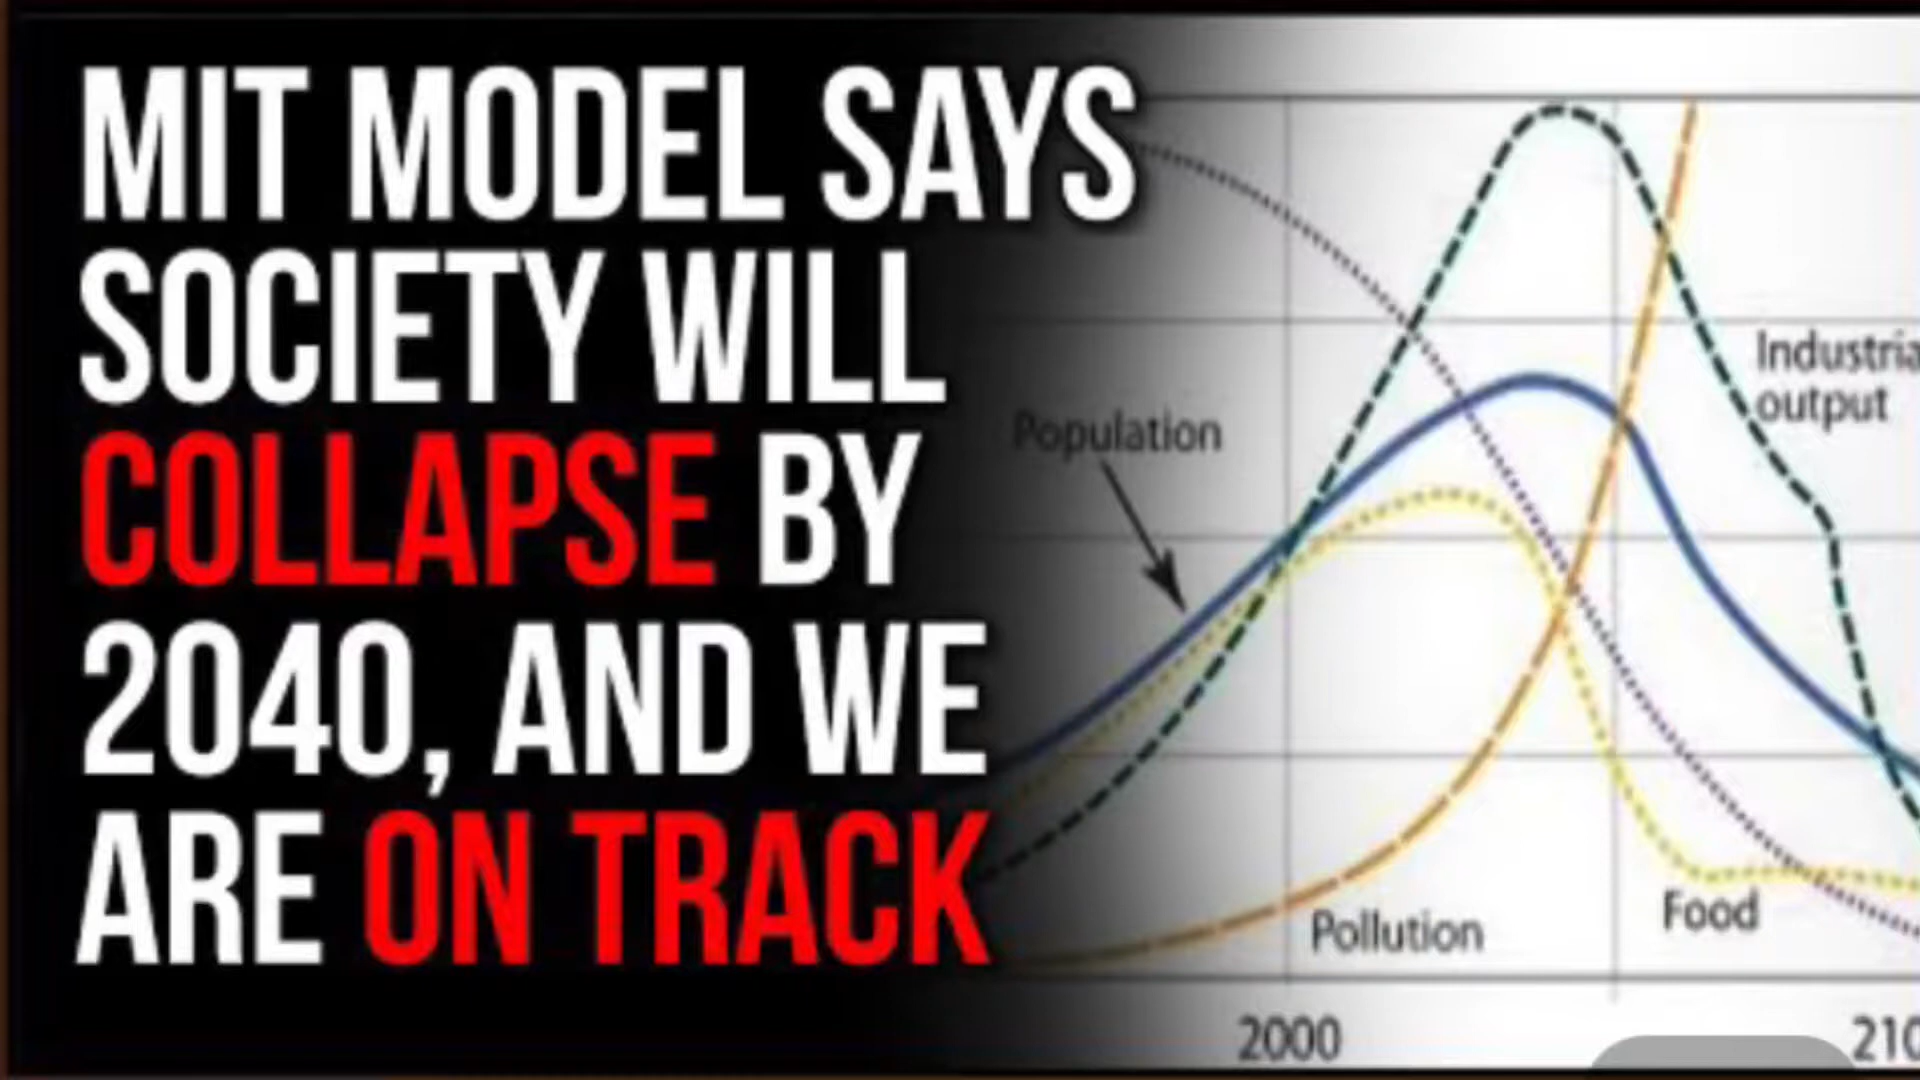 MIT MODEL SAYS
SOCIETY WILL
COLLAPSE BY
2040, AND WE
ARE ON TRACK
Population
Industria
output
Food
Pollution
2000
210